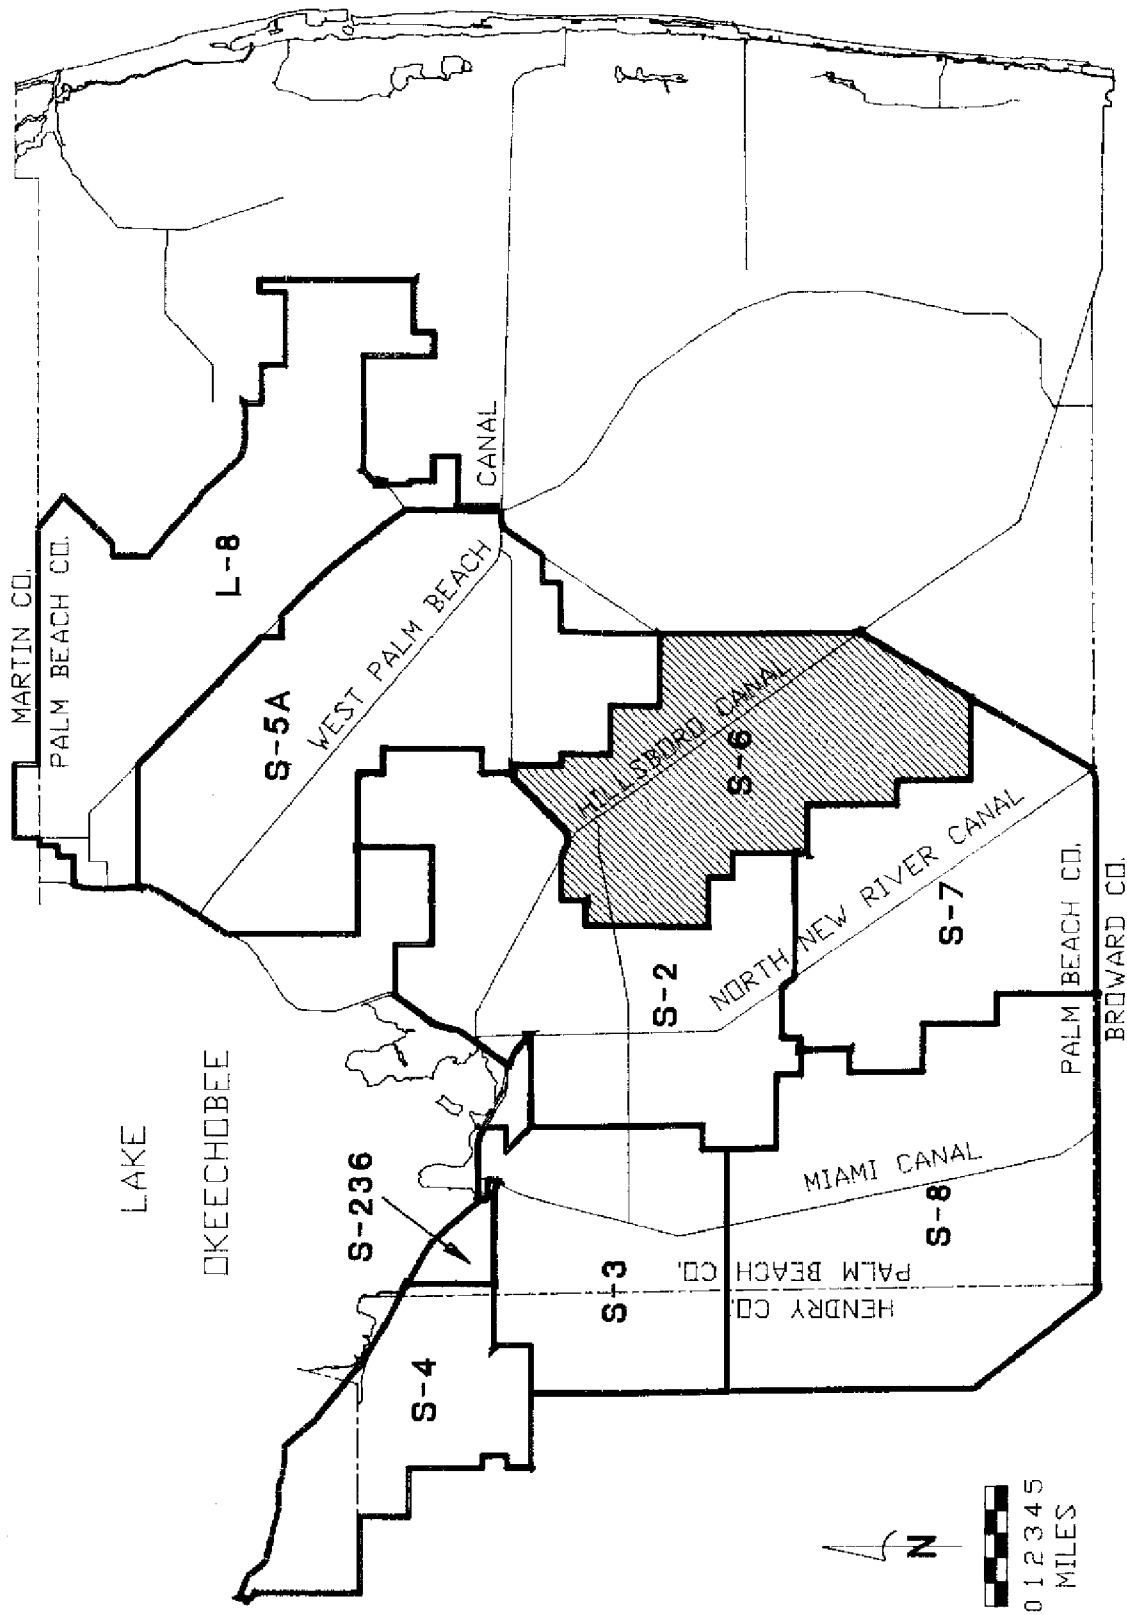 MARTIN CO.
PALM BEACH CO.
L-8
CANAL
WEST PALM BEACH
S-5A
LAKE
OKEECHOBEE
HILLSBORO CANAL
S-6
S-236
S-2
NORTH NEW RIVER CANAL
S-7
S-4
S-3
MIAMI CANAL
S-8
PALM BEACH CO.
HENDRY CO.
PALM BEACH CO.
BROWARD CO.
N
0 1 2 3 4 5
MILES